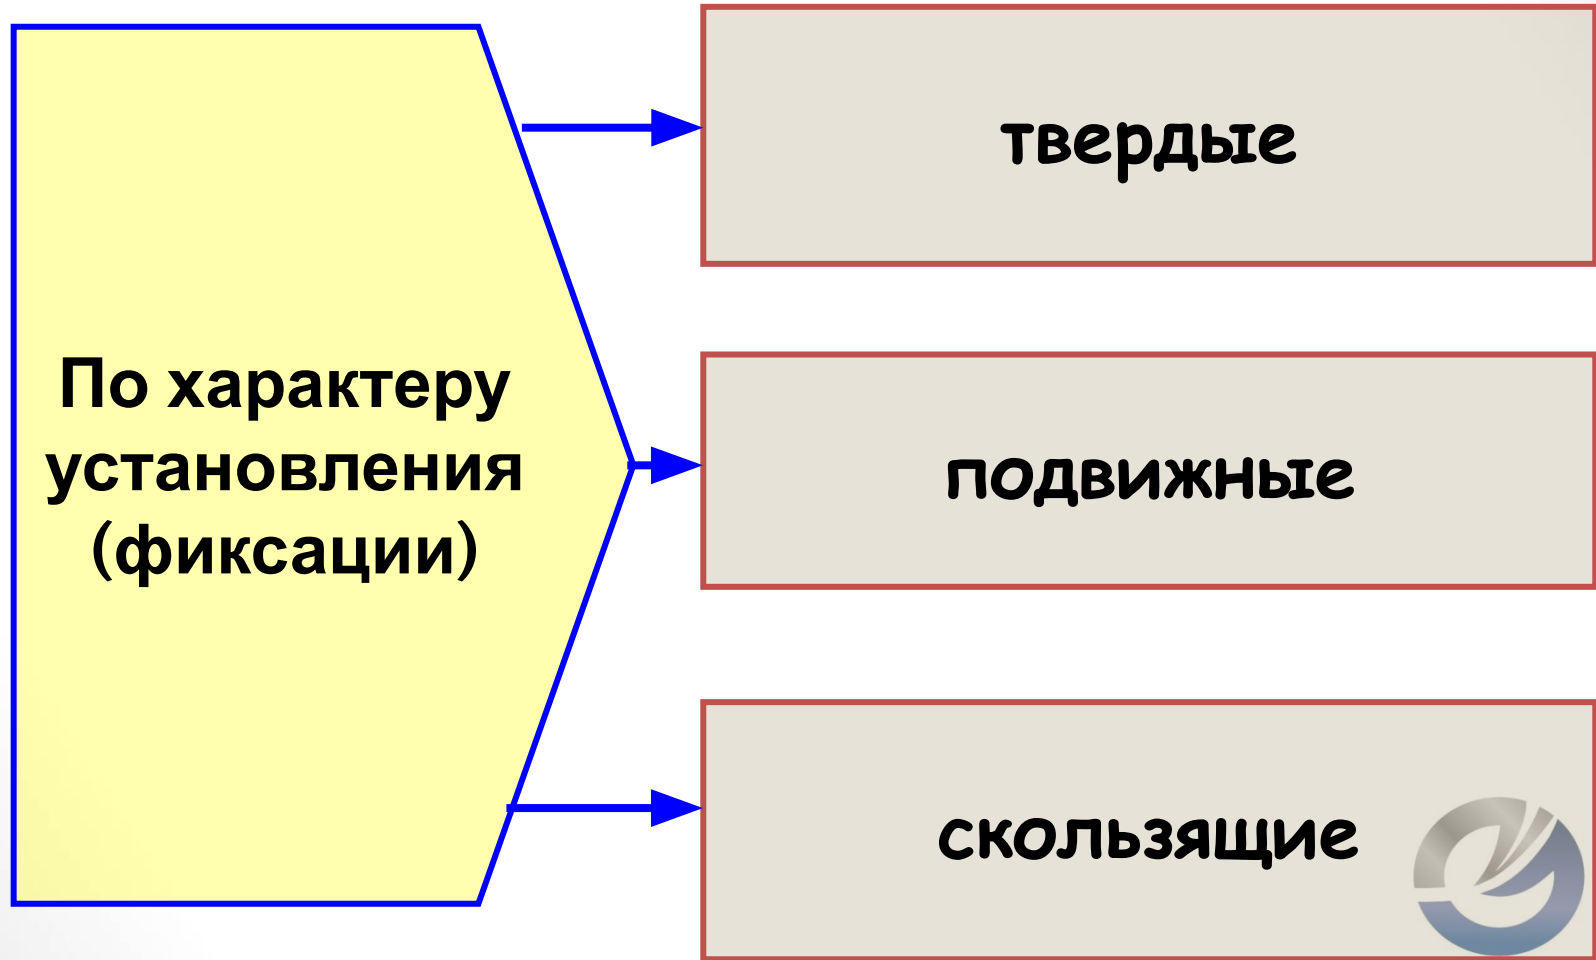 По характеру
установления
(фиксации)
твердые
подвижные
скользящие